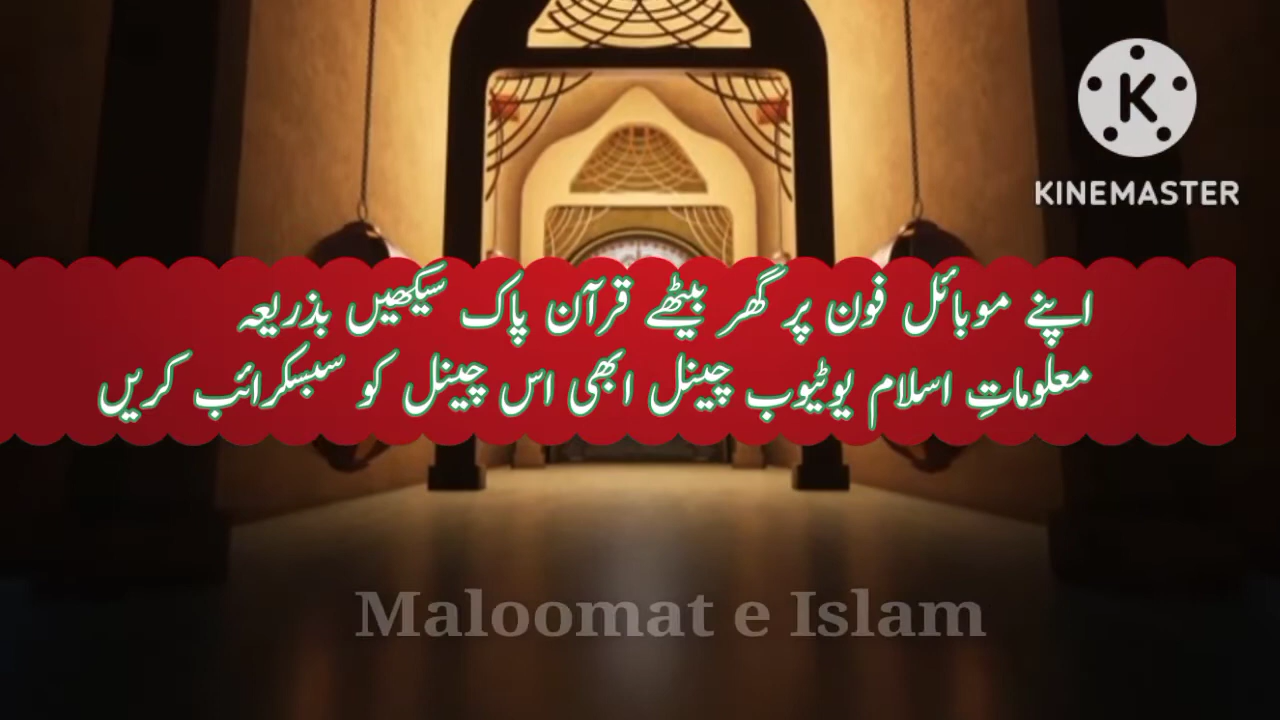 KINEMASTER
اپنے موبائل فون پر گھر بیٹھے قرآن پاک سیکھیں بذریعہ
معلوماتِ اسلام یوٹیوب چینل ابھی اس چینل کو سبسکرائب کریں
Maloomat e Islam